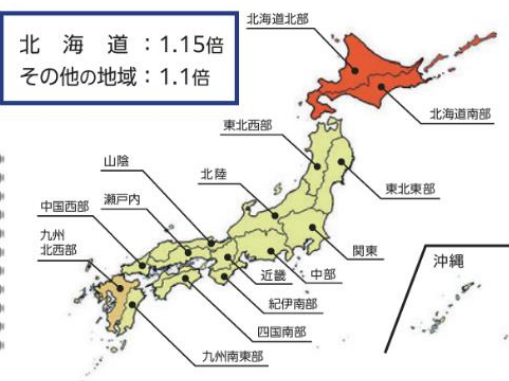 北海道：1.15倍
その他の地域：1.1倍
北海道北部
北海道南部
東北西部
東北東部
山陰
北陸
中国西部
瀬戸内
九州
北西部
関東
中部
近畿
紀伊南部
四国南部
九州南東部
沖縄